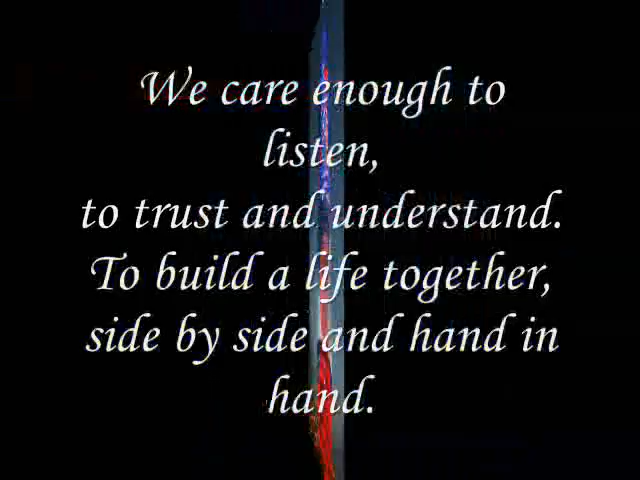 We care enough to
listen,
to trust and understand.
To build a life together,
side by side and hand in
hand.